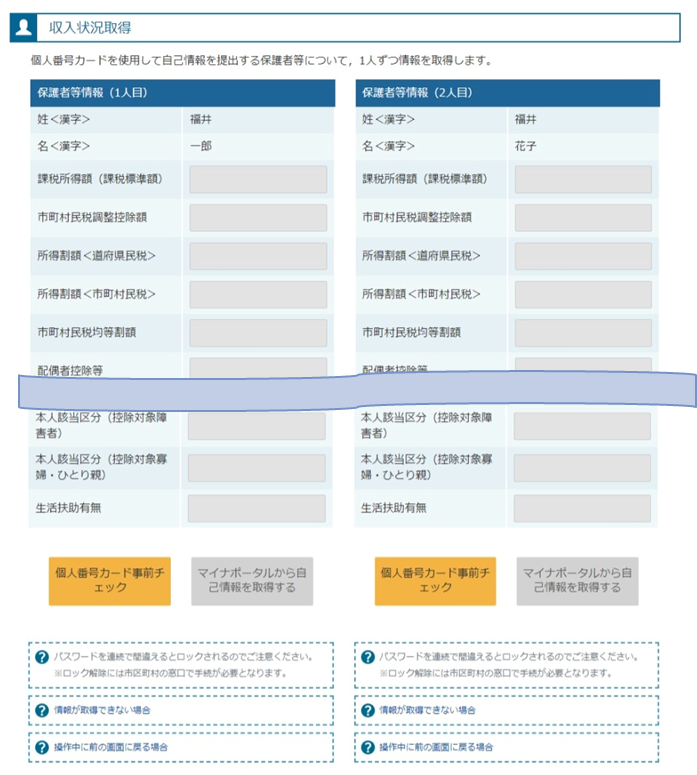 収入状況取得
個人番号カードを使用して自己情報を提出する保護者等について，1人ずつ情報を取得します。
保護者等情報（1人目）
姓＜漢字＞ 福井
名＜漢字＞ 一郎
課税所得額（課税標準額）
市町村民税調整控除額
所得割額＜道府県民税＞
所得割額＜市町村民税＞
市町村民税均等割額
配偶者控除等
本人該当区分（控除対象障
害者）
本人該当区分（控除対象寡
婦・ひとり親）
生活扶助有無
個人番号カード事前チ
ェック
マイナポータルから自
己情報を取得する
パスワードを連続で間違えるとロックされるのでご注意ください。
※ロック解除には市区町村の窓口で手続が必要となります。
情報が取得できない場合
操作中に前の画面に戻る場合
保護者等情報（2人目）
姓＜漢字＞ 福井
名＜漢字＞ 花子
課税所得額（課税標準額）
市町村民税調整控除額
所得割額＜道府県民税＞
所得割額＜市町村民税＞
市町村民税均等割額
配偶者控除等
本人該当区分（控除対象障
害者）
本人該当区分（控除対象寡
婦・ひとり親）
生活扶助有無
個人番号カード事前チ
ェック
マイナポータルから自
己情報を取得する
パスワードを連続で間違えるとロックされるのでご注意ください。
※ロック解除には市区町村の窓口で手続が必要となります。
情報が取得できない場合
操作中に前の画面に戻る場合